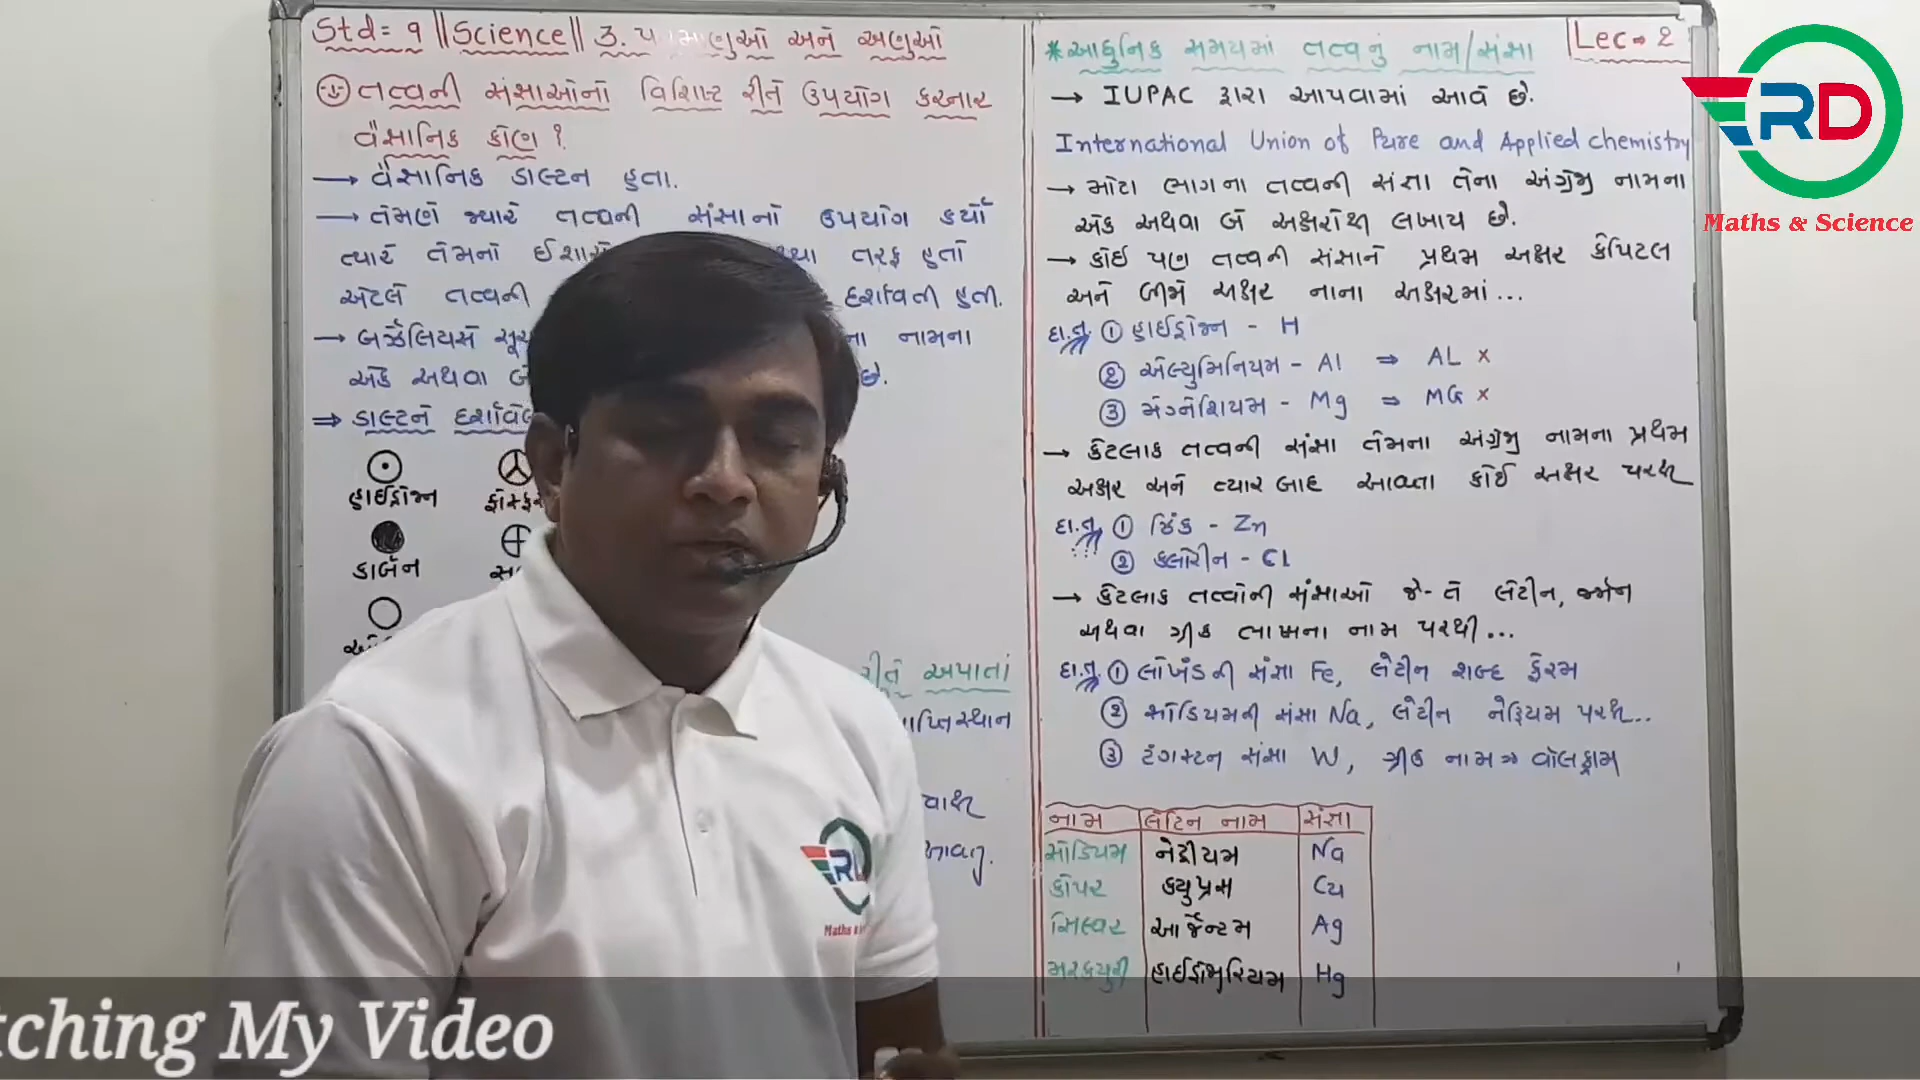 Std = 9 || Science || 3. પરમાણુઓ અને અણુઓ
તત્વની સંજ્ઞાઓનો વિશિષ્ટ રીતે ઉપયોગ કરનાર
વૈજ્ઞાનિક કોણ ?
→ વૈજ્ઞાનિક ડાલ્ટન હતા.
→ તેમણે જ્યારે તત્વની સંજ્ઞાનો ઉપયોગ કર્યો
ત્યારે તેમનો તરફ હતો
એટલે તત્વની દર્શાવતી હતી.
→ બર્ઝેલિયસે નામના
એક અથવા છે.
⇒ ડાલ્ટને
હાઈડ્રોજન
કાર્બન
રીતે અપાતાં
Lec → 2
*આધુનિક સમયમાં તત્વનું નામ/સંજ્ઞા
→ IUPAC દ્વારા આપવામાં આવે છે.
International Union of Pure and Applied chemistry
→ મોટા ભાગના તત્વની સંજ્ઞા તેના અંગ્રેજી નામના
એક અથવા બે અક્ષરોથી લખાય છે.
→ કોઈ પણ તત્વની સંજ્ઞાને પ્રથમ અક્ષર કેપિટલ
અને બીજો અક્ષર નાના અક્ષરમાં...
દા.ત. ① હાઈડ્રોજન - H
② એલ્યુમિનિયમ - Al ⇒ AL x
③ મેગ્નેશિયમ - Mg ⇒ MG x
→ કેટલાક તત્વની સંજ્ઞા તેમના અંગ્રેજી નામના પ્રથમ
અક્ષર અને ત્યાર બાદ આવતા કોઈ અક્ષર પરથી
દા.ત. ① ઝિંક - Zn
② ક્લોરીન - Cl
→ કેટલાક તત્વોની સંજ્ઞાઓ જે-તે લેટીન, જર્મન
અથવા ગ્રીક ભાષાના નામ પરથી...
દા.ત. ① લોખંડની સંજ્ઞા Fe, લેટીન શબ્દ ફેરમ
② સોડિયમની સંજ્ઞા Na, લેટીન નેટ્રિયમ પરથી..
③ ટંગસ્ટન સંજ્ઞા W, ગ્રીક નામ → વોલફ્રામ
નામ લેટિન નામ સંજ્ઞા
સોડિયમ નેટ્રીયમ Na
કોપર ક્યુપ્રસ Cu
સિલ્વર આર્જેન્ટમ Ag
મરક્યુરી હાઈડ્રોજીરિયમ Hg
RD
Maths & Science
RD
Maths &
tching My Video